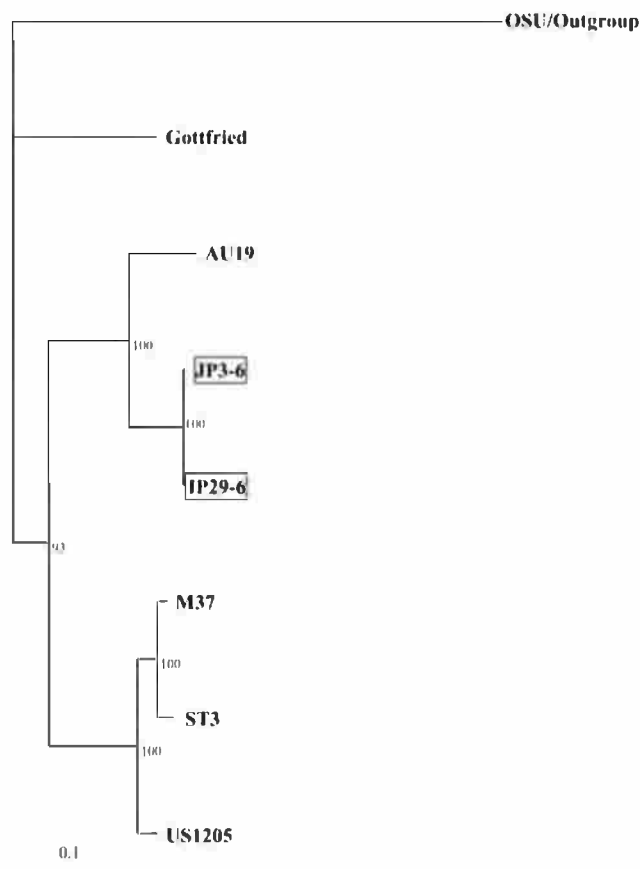 OSU/Outgroup
Gottfried
AU19
100
JP3-6
100
JP29-6
93
M37
100
ST3
100
US1205
0.1